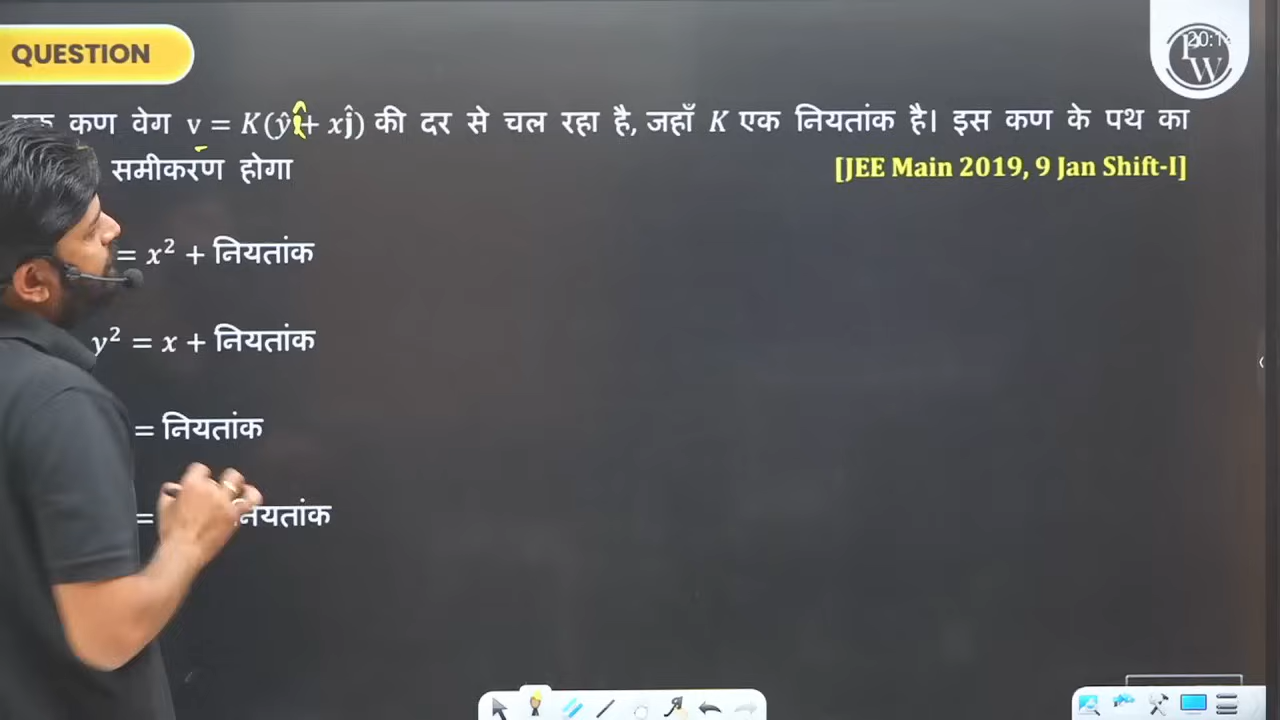 QUESTION
कण वेग v = K(ŷî + xĵ) की दर से चल रहा है, जहाँ K एक नियतांक है। इस कण के पथ का
समीकरण होगा
[JEE Main 2019, 9 Jan Shift-I]
= x² + नियतांक
y² = x + नियतांक
= नियतांक
= नियतांक
PW